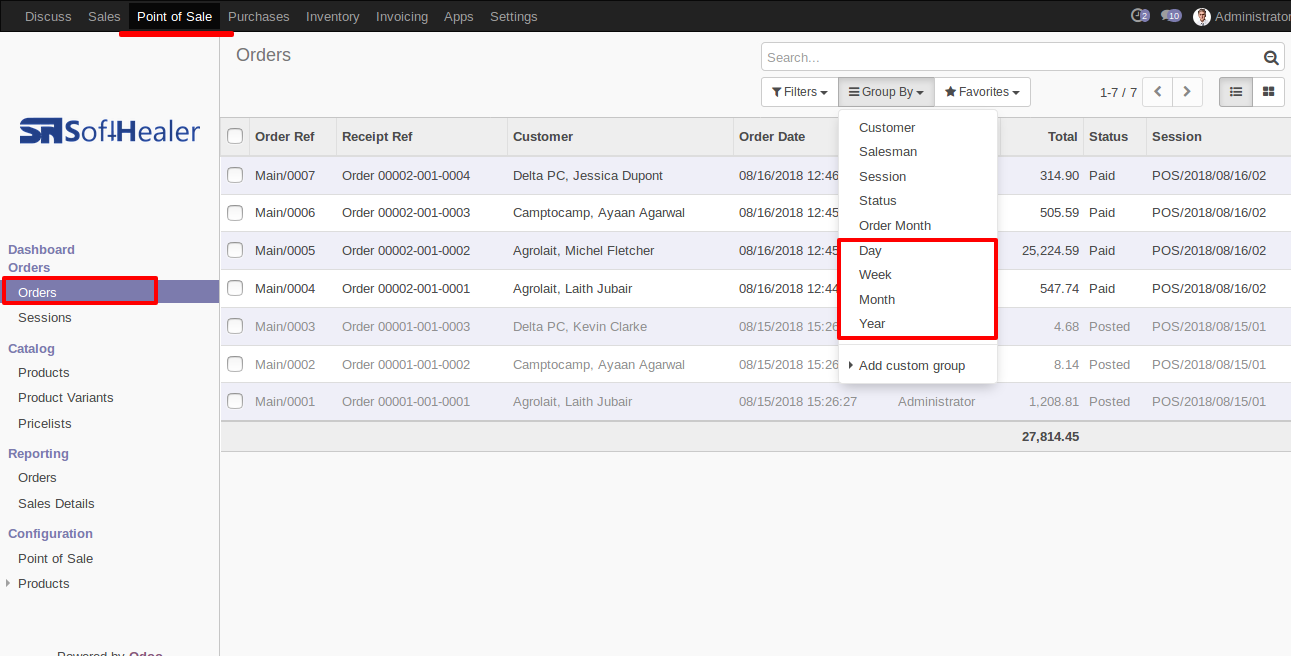 Discuss Sales Point of Sale Purchases Inventory Invoicing Apps Settings 2 10 Administrator
Orders
Search...
Filters Group By Favorites 1-7 / 7
SoftHealer
Dashboard
Orders
Orders
Sessions
Catalog
Products
Product Variants
Pricelists
Reporting
Orders
Sales Details
Configuration
Point of Sale
Products
Powered by Odoo
Order Ref Receipt Ref Customer Order Date Total Status Session
Main/0007 Order 00002-001-0004 Delta PC, Jessica Dupont 08/16/2018 12:46 314.90 Paid POS/2018/08/16/02
Main/0006 Order 00002-001-0003 Camptocamp, Ayaan Agarwal 08/16/2018 12:45 505.59 Paid POS/2018/08/16/02
Main/0005 Order 00002-001-0002 Agrolait, Michel Fletcher 08/16/2018 12:45 25,224.59 Paid POS/2018/08/16/02
Main/0004 Order 00002-001-0001 Agrolait, Laith Jubair 08/16/2018 12:44 547.74 Paid POS/2018/08/16/02
Main/0003 Order 00001-001-0003 Delta PC, Kevin Clarke 08/15/2018 15:26 4.68 Posted POS/2018/08/15/01
Main/0002 Order 00001-001-0002 Camptocamp, Ayaan Agarwal 08/15/2018 15:26 8.14 Posted POS/2018/08/15/01
Main/0001 Order 00001-001-0001 Agrolait, Laith Jubair 08/15/2018 15:26:27 Administrator 1,208.81 Posted POS/2018/08/15/01
27,814.45
Customer
Salesman
Session
Status
Order Month
Day
Week
Month
Year
Add custom group